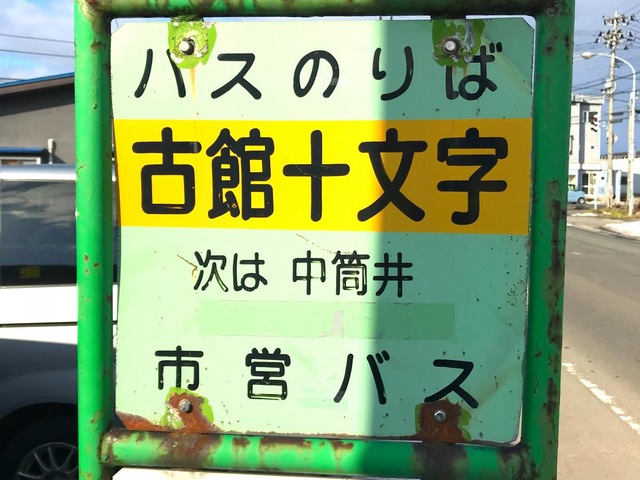 バスのりば
古館十文字
次は 中筒井
市営バス